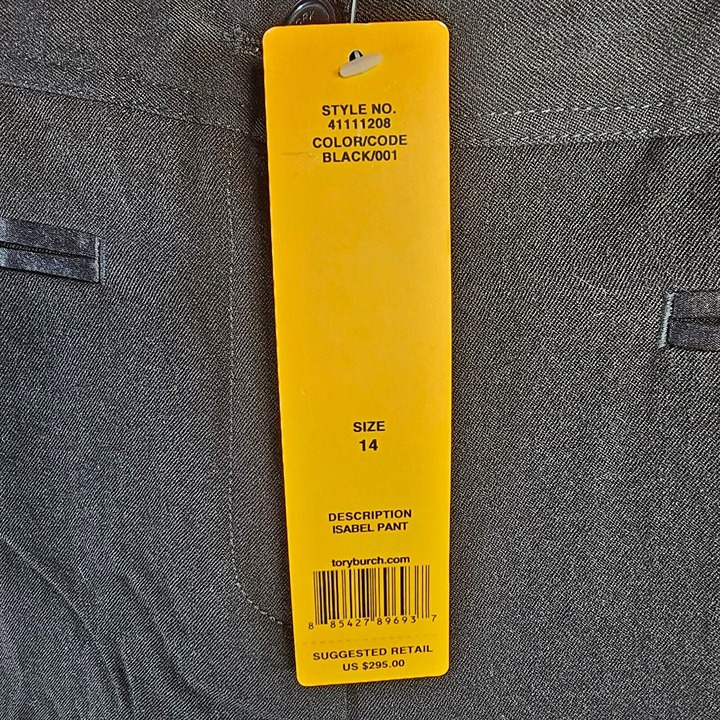 STYLE NO.
41111208
COLOR/CODE
BLACK/001
SIZE
14
DESCRIPTION
ISABEL PANT
toryburch.com
8 85427 89693 7
SUGGESTED RETAIL
US $295.00